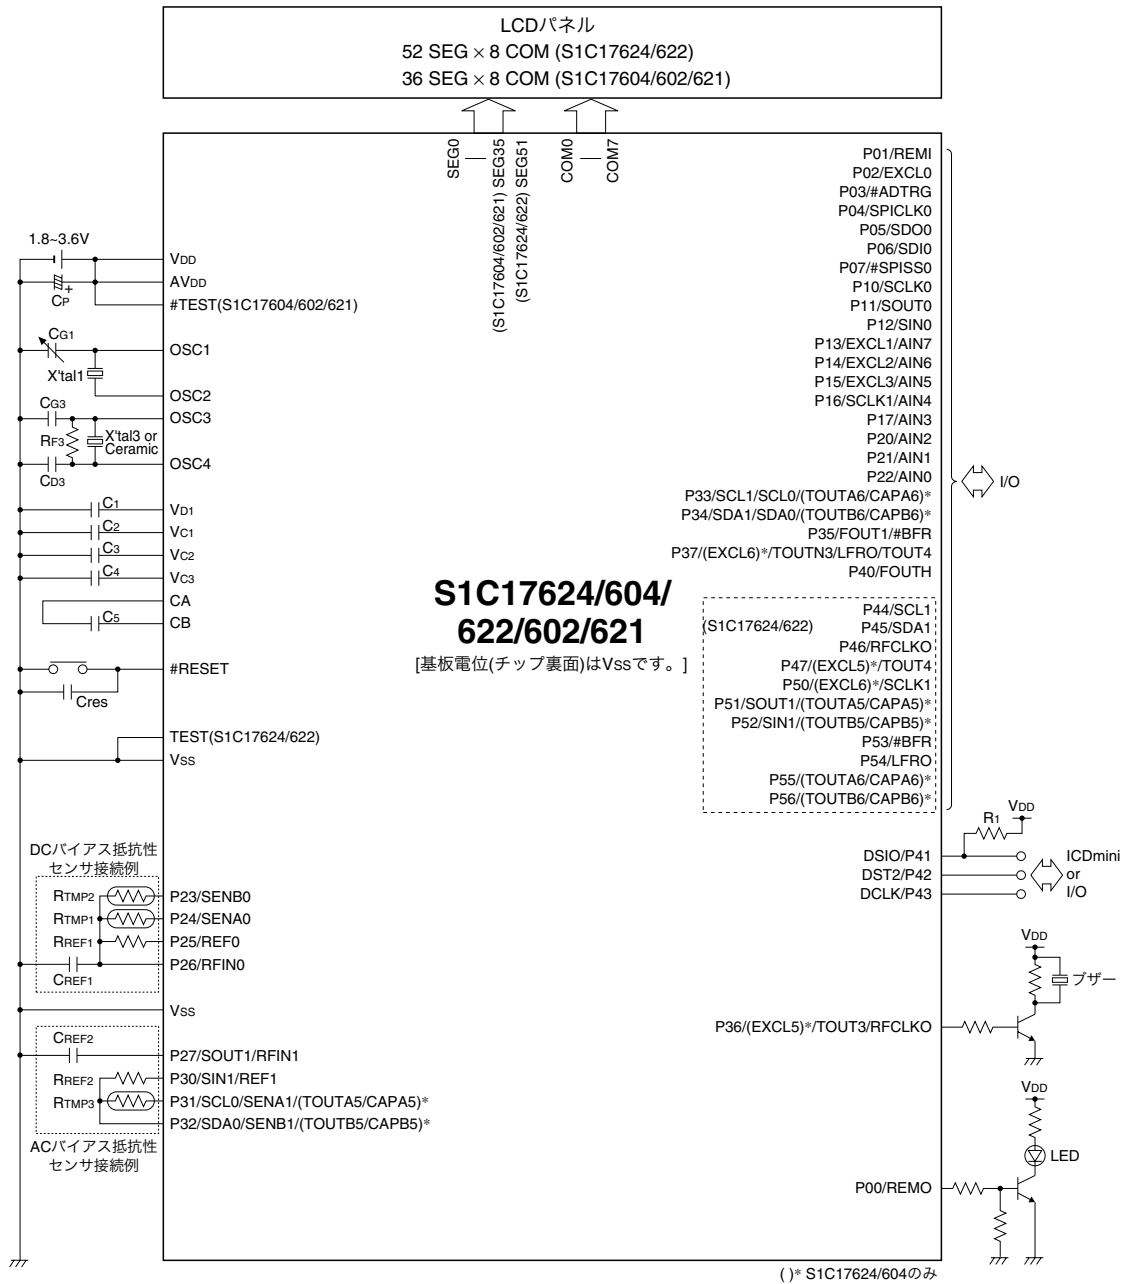 LCDパネル
52 SEG × 8 COM (S1C17624/622)
36 SEG × 8 COM (S1C17604/602/621)
SEG0
(S1C17604/602/621) SEG35
(S1C17624/622) SEG51
COM0
COM7
1.8~3.6V
VDD
AVDD
+
CP
#TEST(S1C17604/602/621)
CG1
OSC1
X'tal1
OSC2
CG3
OSC3
RF3
X'tal3 or
Ceramic
OSC4
CD3
C1
VD1
C2
VC1
C3
VC2
C4
VC3
CA
C5
CB
#RESET
Cres
TEST(S1C17624/622)
VSS
DCバイアス抵抗性
センサ接続例
RTMP2
P23/SENB0
RTMP1
P24/SENA0
RREF1
P25/REF0
P26/RFIN0
CREF1
VSS
CREF2
P27/SOUT1/RFIN1
RREF2
P30/SIN1/REF1
RTMP3
P31/SCL0/SENA1/(TOUTA5/CAPA5)*
P32/SDA0/SENB1/(TOUTB5/CAPB5)*
ACバイアス抵抗性
センサ接続例
S1C17624/604/
622/602/621
[基板電位(チップ裏面)はVSSです。]
P01/REMI
P02/EXCL0
P03/#ADTRG
P04/SPICLK0
P05/SDO0
P06/SDI0
P07/#SPISS0
P10/SCLK0
P11/SOUT0
P12/SIN0
P13/EXCL1/AIN7
P14/EXCL2/AIN6
P15/EXCL3/AIN5
P16/SCLK1/AIN4
P17/AIN3
P20/AIN2
P21/AIN1
P22/AIN0
P33/SCL1/SCL0/(TOUTA6/CAPA6)*
P34/SDA1/SDA0/(TOUTB6/CAPB6)*
P35/FOUT1/#BFR
P37/(EXCL6)*/TOUTN3/LFRO/TOUT4
P40/FOUTH
I/O
(S1C17624/622)
P44/SCL1
P45/SDA1
P46/RFCLKO
P47/(EXCL5)*/TOUT4
P50/(EXCL6)*/SCLK1
P51/SOUT1/(TOUTA5/CAPA5)*
P52/SIN1/(TOUTB5/CAPB5)*
P53/#BFR
P54/LFRO
P55/(TOUTA6/CAPA6)*
P56/(TOUTB6/CAPB6)*
R1
VDD
DSIO/P41
DST2/P42
DCLK/P43
ICDmini
or
I/O
VDD
ブザー
P36/(EXCL5)*/TOUT3/RFCLKO
VDD
LED
P00/REMO
( )* S1C17624/604のみ